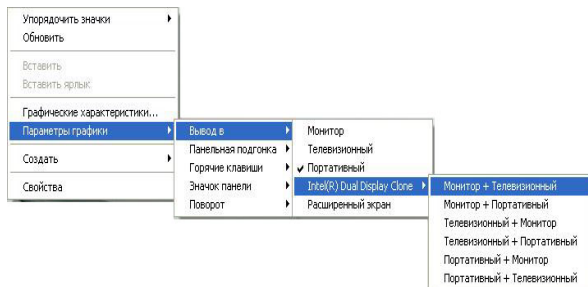 Упорядочить значки
Обновить
Вставить
Вставить ярлык
Графические характеристики...
Параметры графики
Создать
Свойства
Вывод в
Панельная подгонка
Горячие клавиши
Значок панели
Поворот
Монитор
Телевизионный
Портативный
Intel(R) Dual Display Clone
Расширенный экран
Монитор + Телевизионный
Монитор + Портативный
Телевизионный + Монитор
Телевизионный + Портативный
Портативный + Монитор
Портативный + Телевизионный